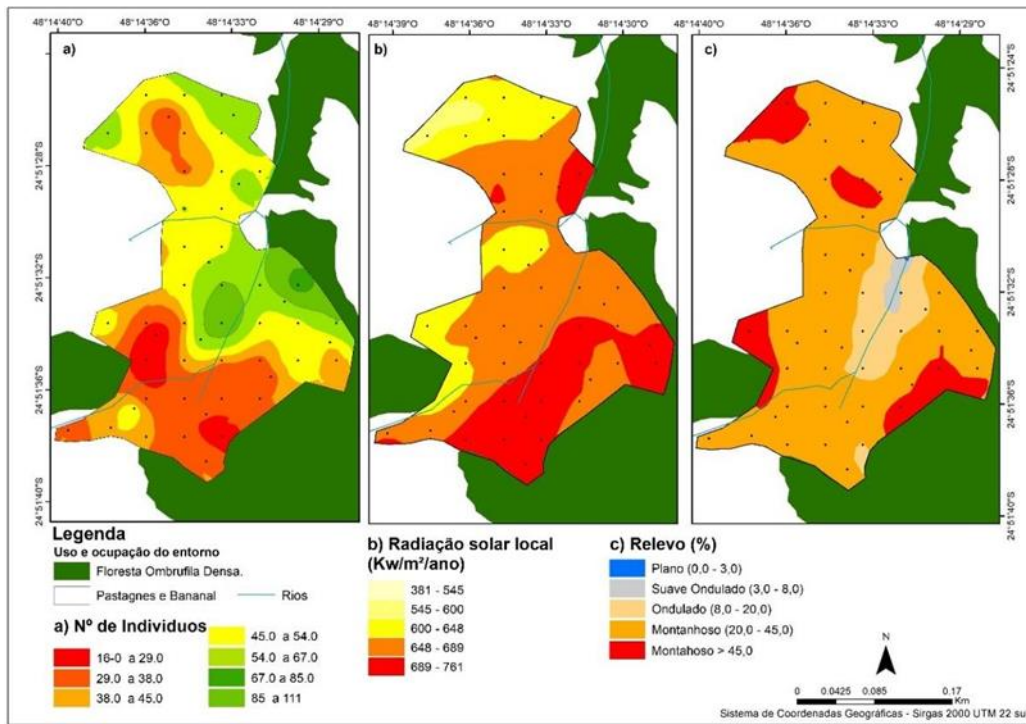 48°14'40"O 48°14'36"O 48°14'33"O 48°14'29"O 48°14'39"O 48°14'36"O 48°14'33"O 48°14'30"O 48°14'36"O 48°14'33"O 48°14'29"O
a)
b)
c)
24°51'28"S
24°51'32"S
24°51'36"S
24°51'40"S
24°51'24"S
24°51'28"S
24°51'32"S
24°51'36"S
24°51'40"S
Legenda
Uso e ocupação do entorno
Floresta Ombrufila Densa.
Pastagnes e Bananal
Rios
a) Nº de Individuos
16-0 a 29.0
29.0 a 38.0
38.0 a 45.0
45.0 a 54.0
54.0 a 67.0
67.0 a 85.0
85 a 111
b) Radiação solar local
(Kw/m²/ano)
381 - 545
545 - 600
600 - 648
648 - 689
689 - 761
c) Relevo (%)
Plano (0,0 - 3,0)
Suave Ondulado (3,0 - 8,0)
Ondulado (8,0 - 20,0)
Montanhoso (20,0 - 45,0)
Montahoso > 45,0
N
0 0.0425 0.085 0.17
Km
Sistema de Coordenadas Geográficas - Sirgas 2000 UTM 22 su